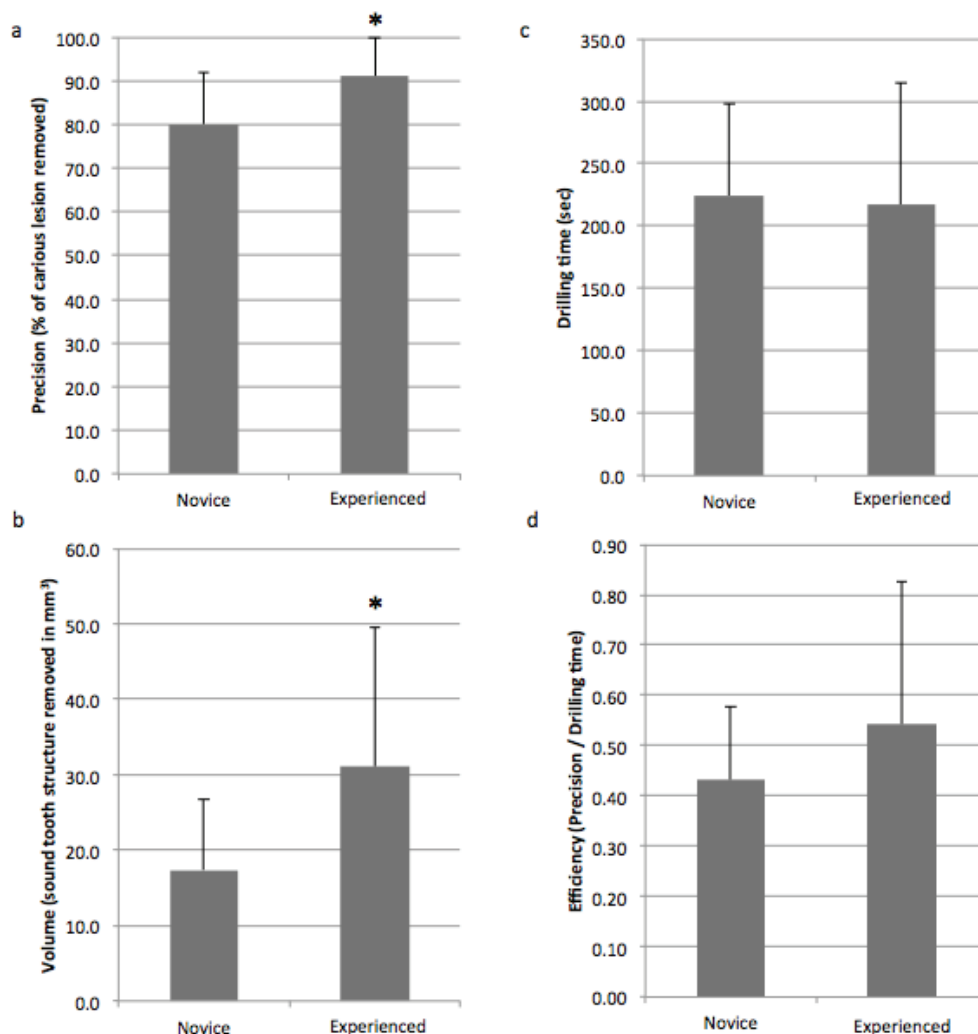 a
*
100.0
90.0
80.0
70.0
60.0
50.0
40.0
30.0
20.0
10.0
0.0
Precision (% of carious lesion removed)
Novice
Experienced
b
*
60.0
50.0
40.0
30.0
20.0
10.0
0.0
Volume (sound tooth structure removed in mm³)
Novice
Experienced
c
350.0
300.0
250.0
200.0
150.0
100.0
50.0
0.0
Drilling time (sec)
Novice
Experienced
d
0.90
0.80
0.70
0.60
0.50
0.40
0.30
0.20
0.10
0.00
Efficiency (Precision / Drilling time)
Novice
Experienced